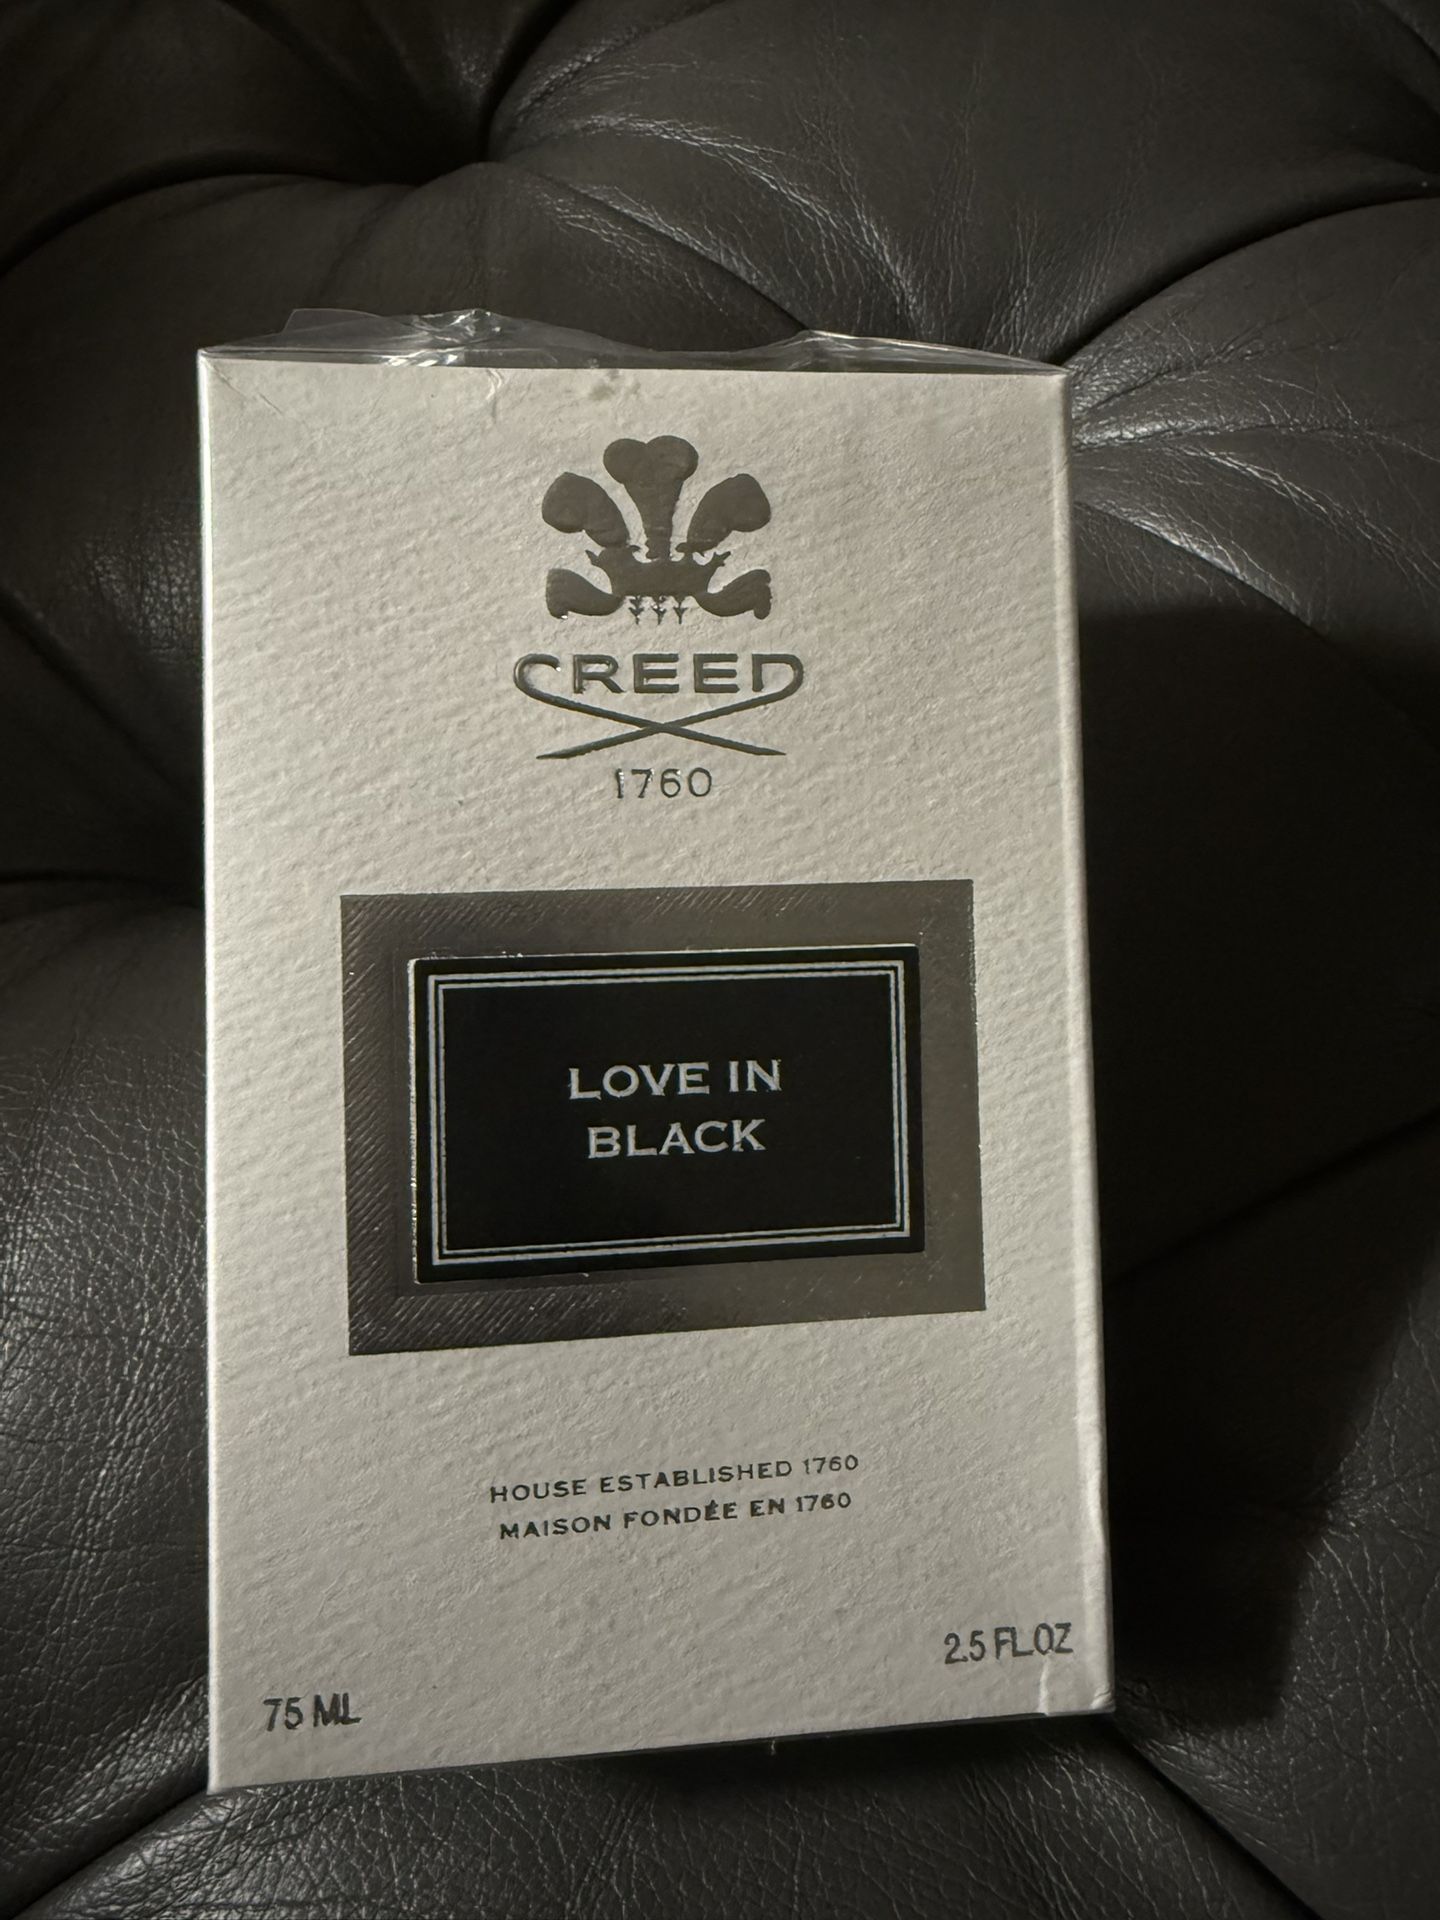 CREED
1760
LOVE IN
BLACK
HOUSE ESTABLISHED 1760
MAISON FONDÉE EN 1760
2.5 FL.OZ
75 ML